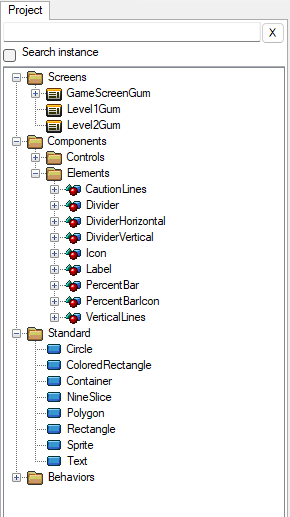 Project
X
Search instance
Screens
GameScreenGum
Level1Gum
Level2Gum
Components
Controls
Elements
CautionLines
Divider
DividerHorizontal
DividerVertical
Icon
Label
PercentBar
PercentBarIcon
VerticalLines
Standard
Circle
ColoredRectangle
Container
NineSlice
Polygon
Rectangle
Sprite
Text
Behaviors